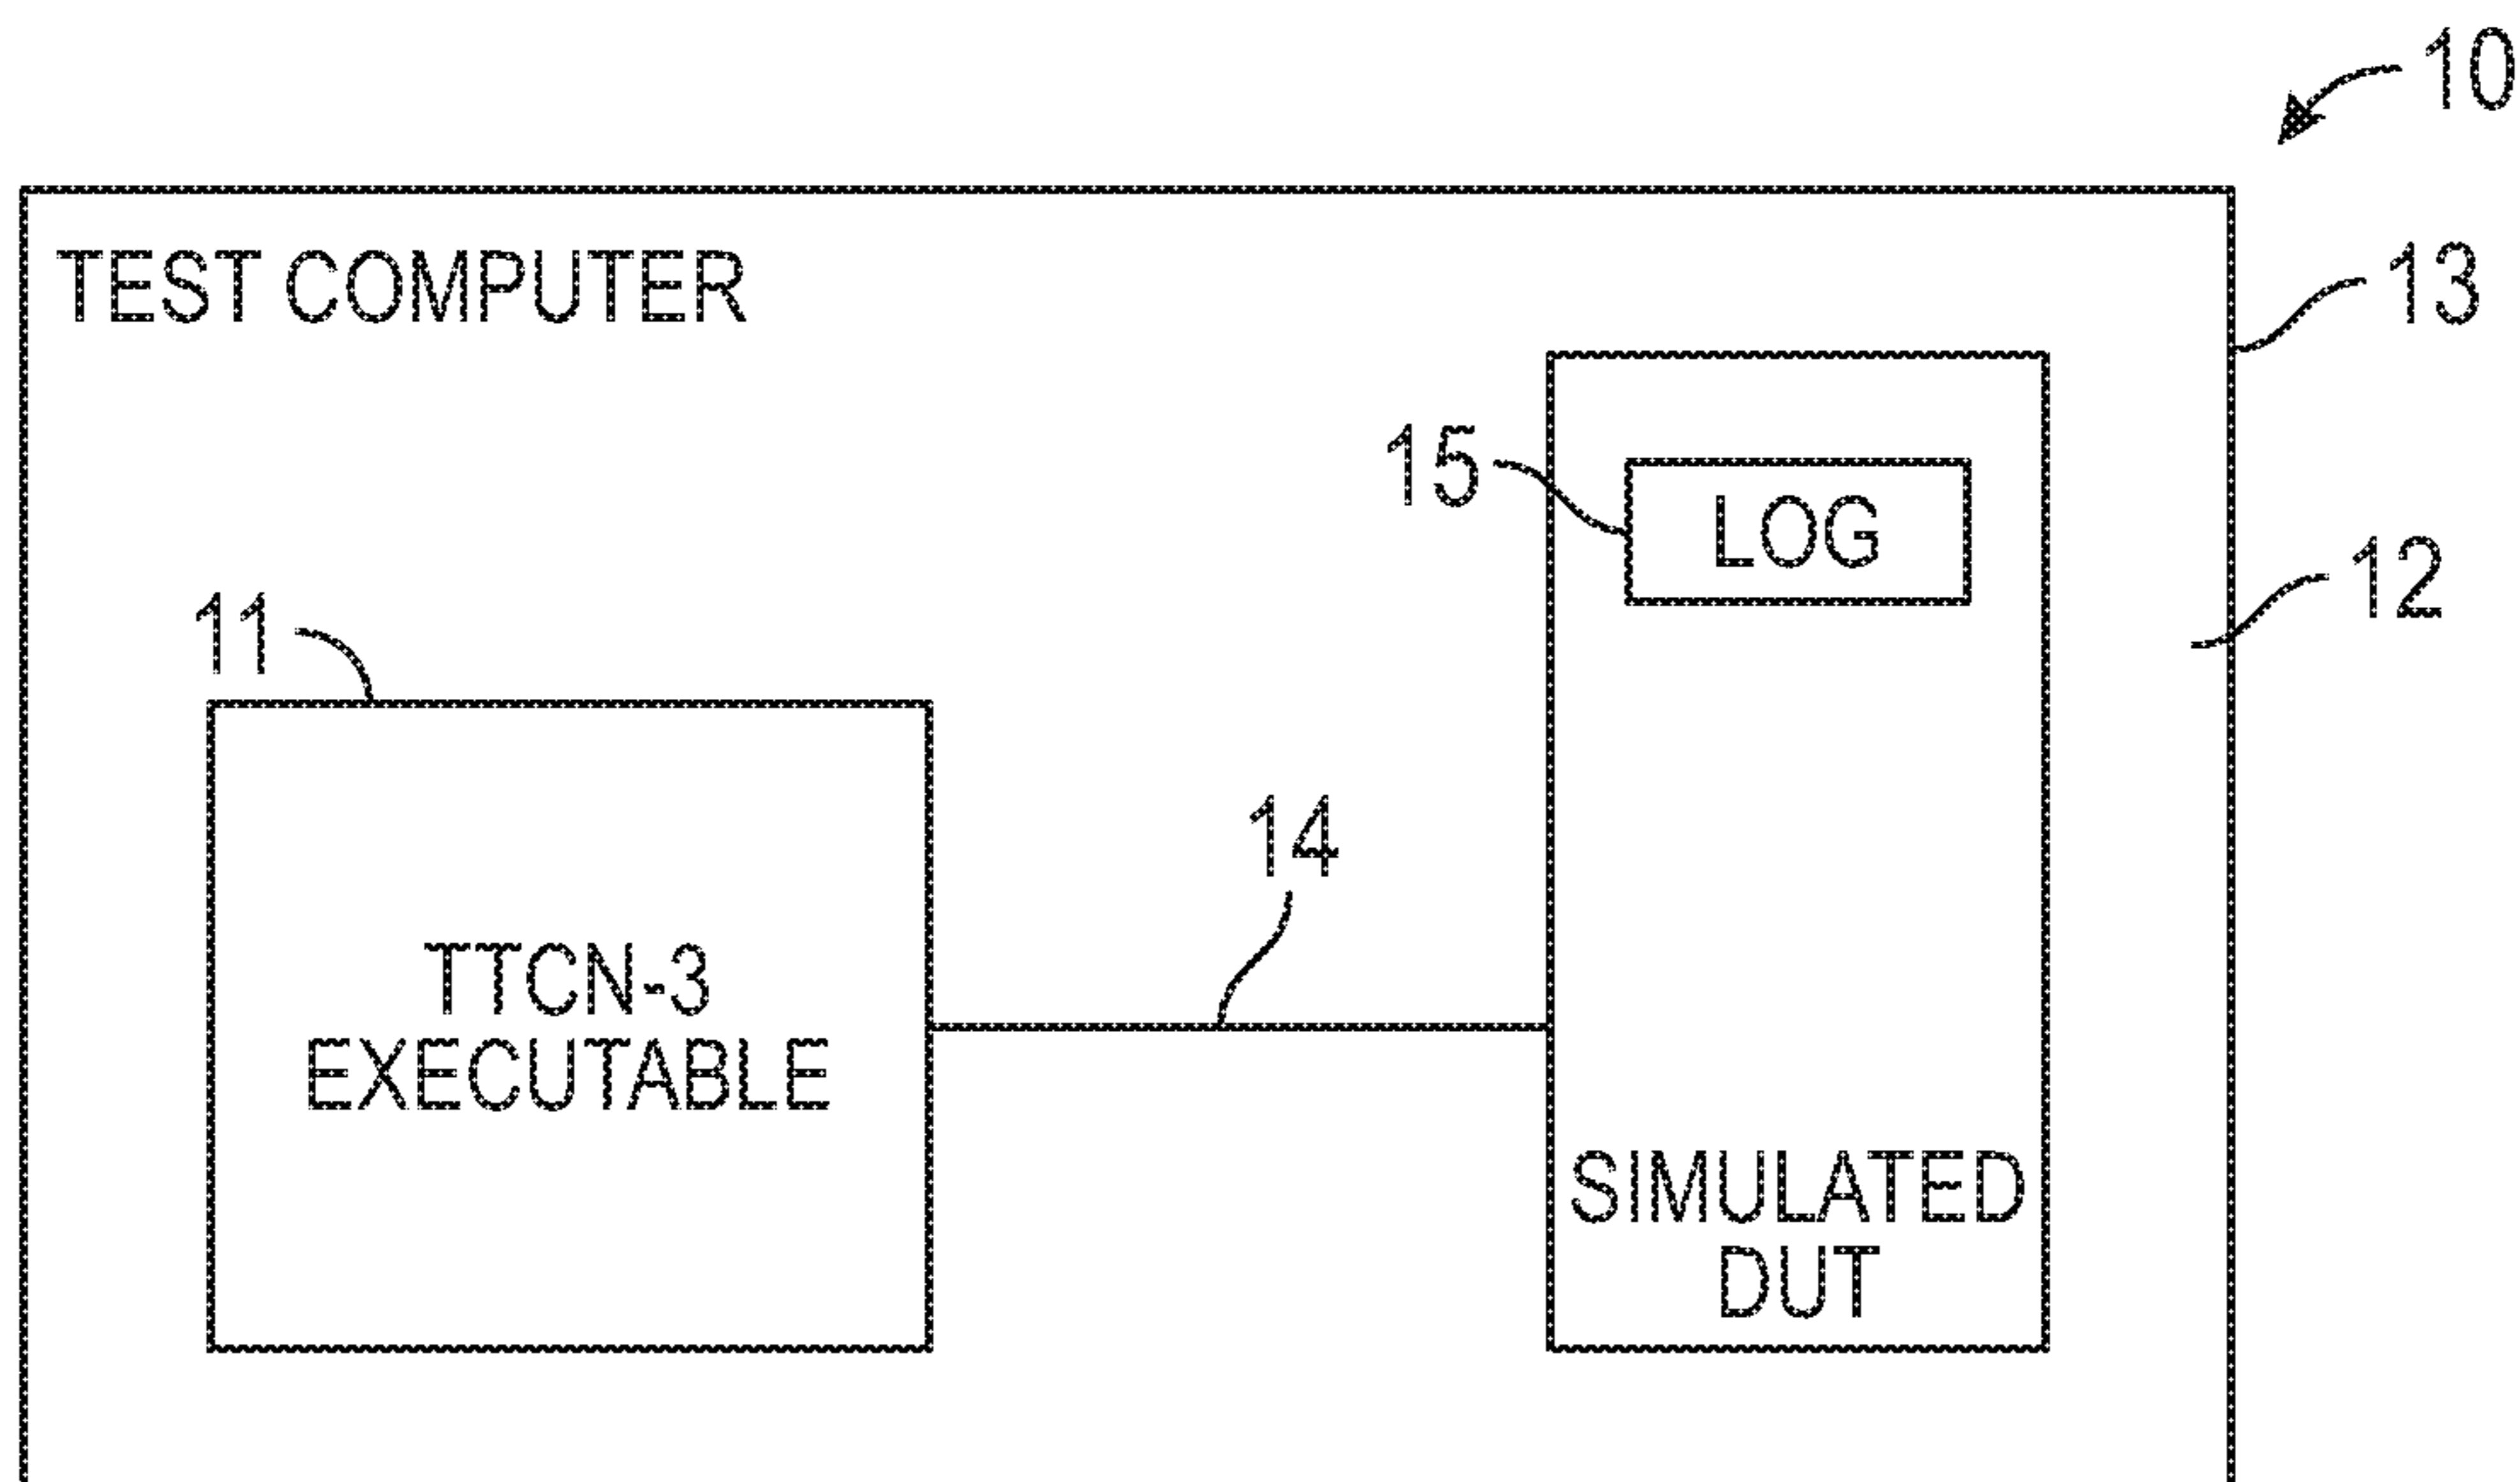 10
TEST COMPUTER
13
15
LOG
12
11
14
TTCN-3
EXECUTABLE
SIMULATED
DUT